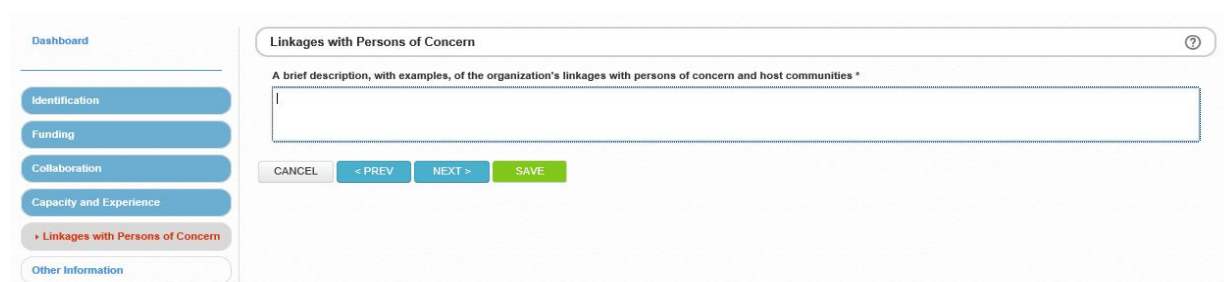 Dashboard
Identification
Funding
Collaboration
Capacity and Experience
Linkages with Persons of Concern
Other Information
Linkages with Persons of Concern ?
A brief description, with examples, of the organization's linkages with persons of concern and host communities *
CANCEL < PREV NEXT > SAVE